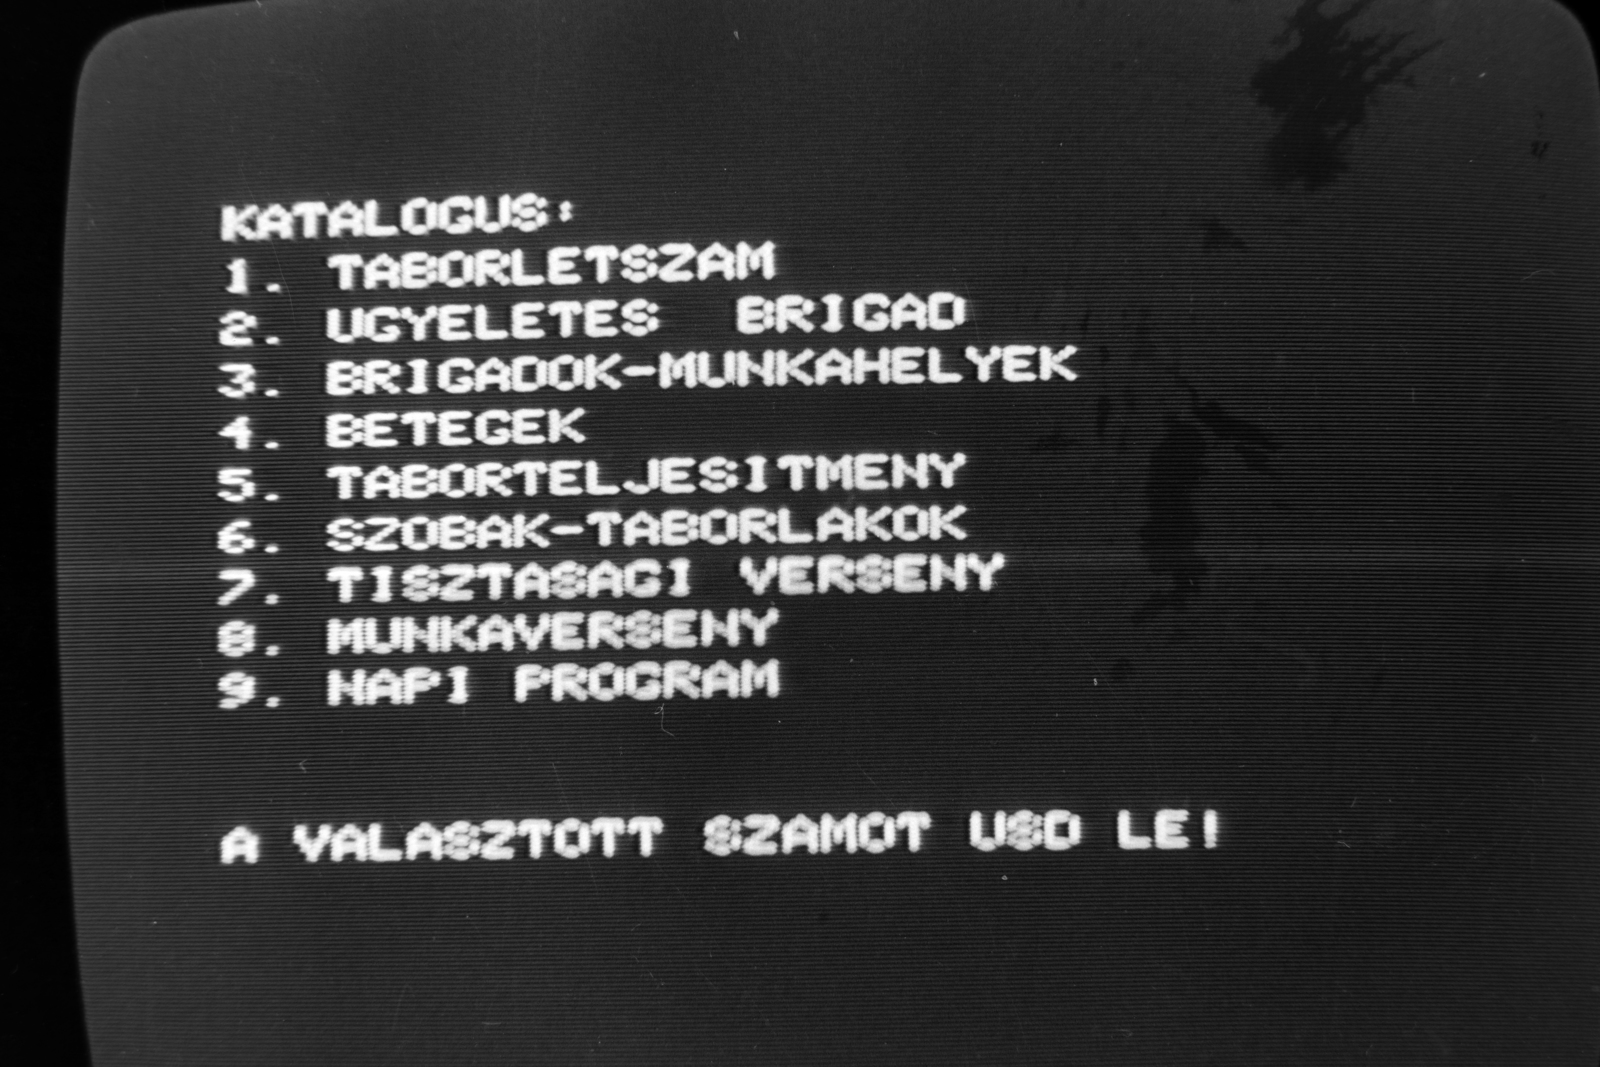 KATALOGUS:
1. TABORLETSZAM
2. UGYELETES BRIGAD
3. BRIGADOK-MUNKAHELYEK
4. BETEGEK
5. TABORTELJESITMENY
6. SZOBAK-TABORLAKOK
7. TISZTASAGI VERSENY
8. MUNKAVERSENY
9. NAPI PROGRAM
A VALASZTOTT SZAMOT USD LE!